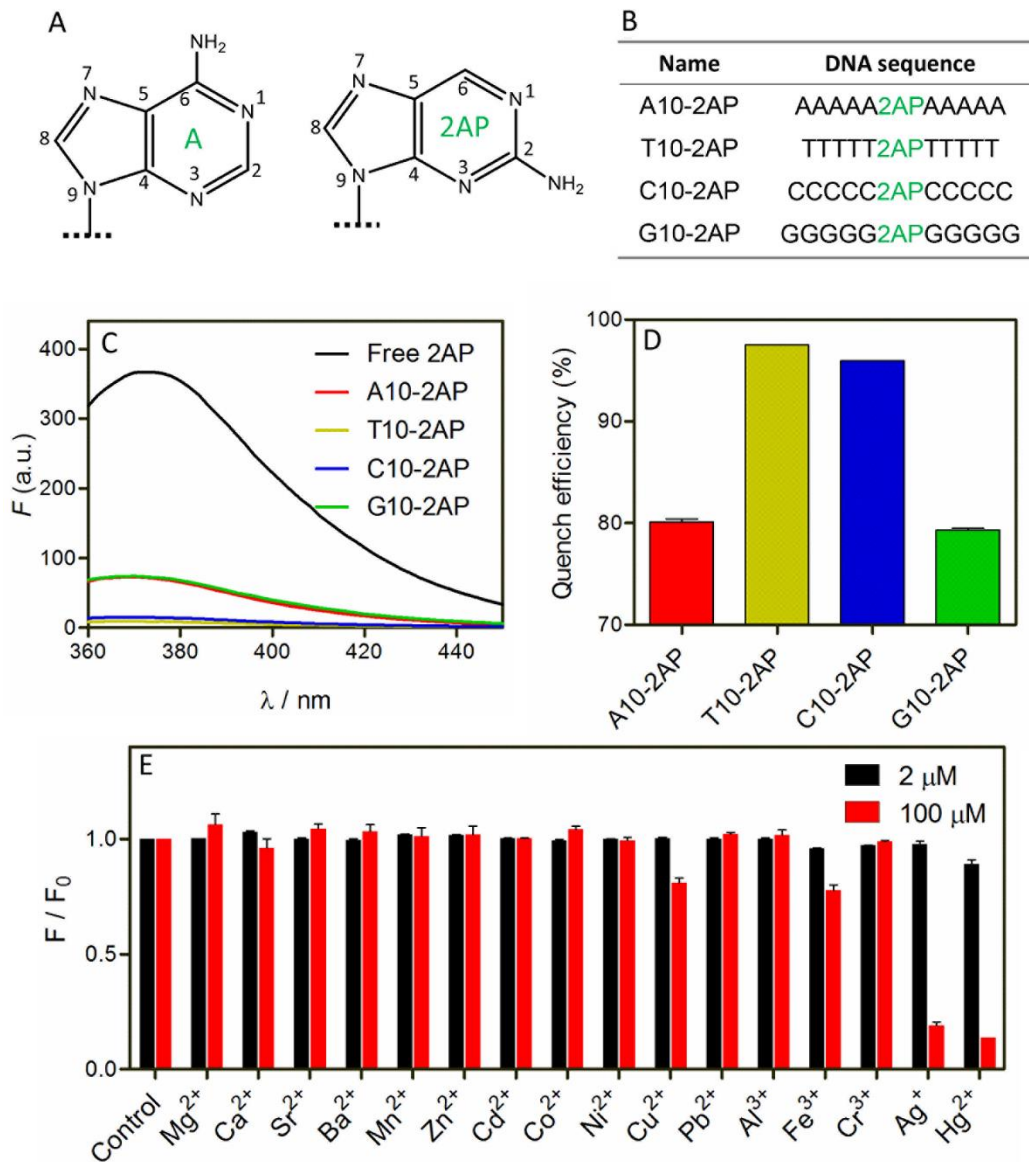 A
NH₂
7
N
5
6
N
1
8
A
9
N
4
3
N
2
7
N
5
6
N
1
8
2AP
9
N
4
3
N
2
NH₂
B
Name DNA sequence
A10-2AP AAAAA2APAAAAA
T10-2AP TTTTT2APTTTTT
C10-2AP CCCCC2APCCCCC
G10-2AP GGGGG2APGGGGG
C
F (a.u.)
400
300
200
100
0
360 380 400 420 440
λ / nm
Free 2AP
A10-2AP
T10-2AP
C10-2AP
G10-2AP
D
Quench efficiency (%)
100
90
80
70
A10-2AP T10-2AP C10-2AP G10-2AP
E
2 μM
100 μM
F / F₀
1.0
0.5
0.0
Control Mg²⁺ Ca²⁺ Sr²⁺ Ba²⁺ Mn²⁺ Zn²⁺ Cd²⁺ Co²⁺ Ni²⁺ Cu²⁺ Pb²⁺ Al³⁺ Fe³⁺ Cr³⁺ Ag⁺ Hg²⁺